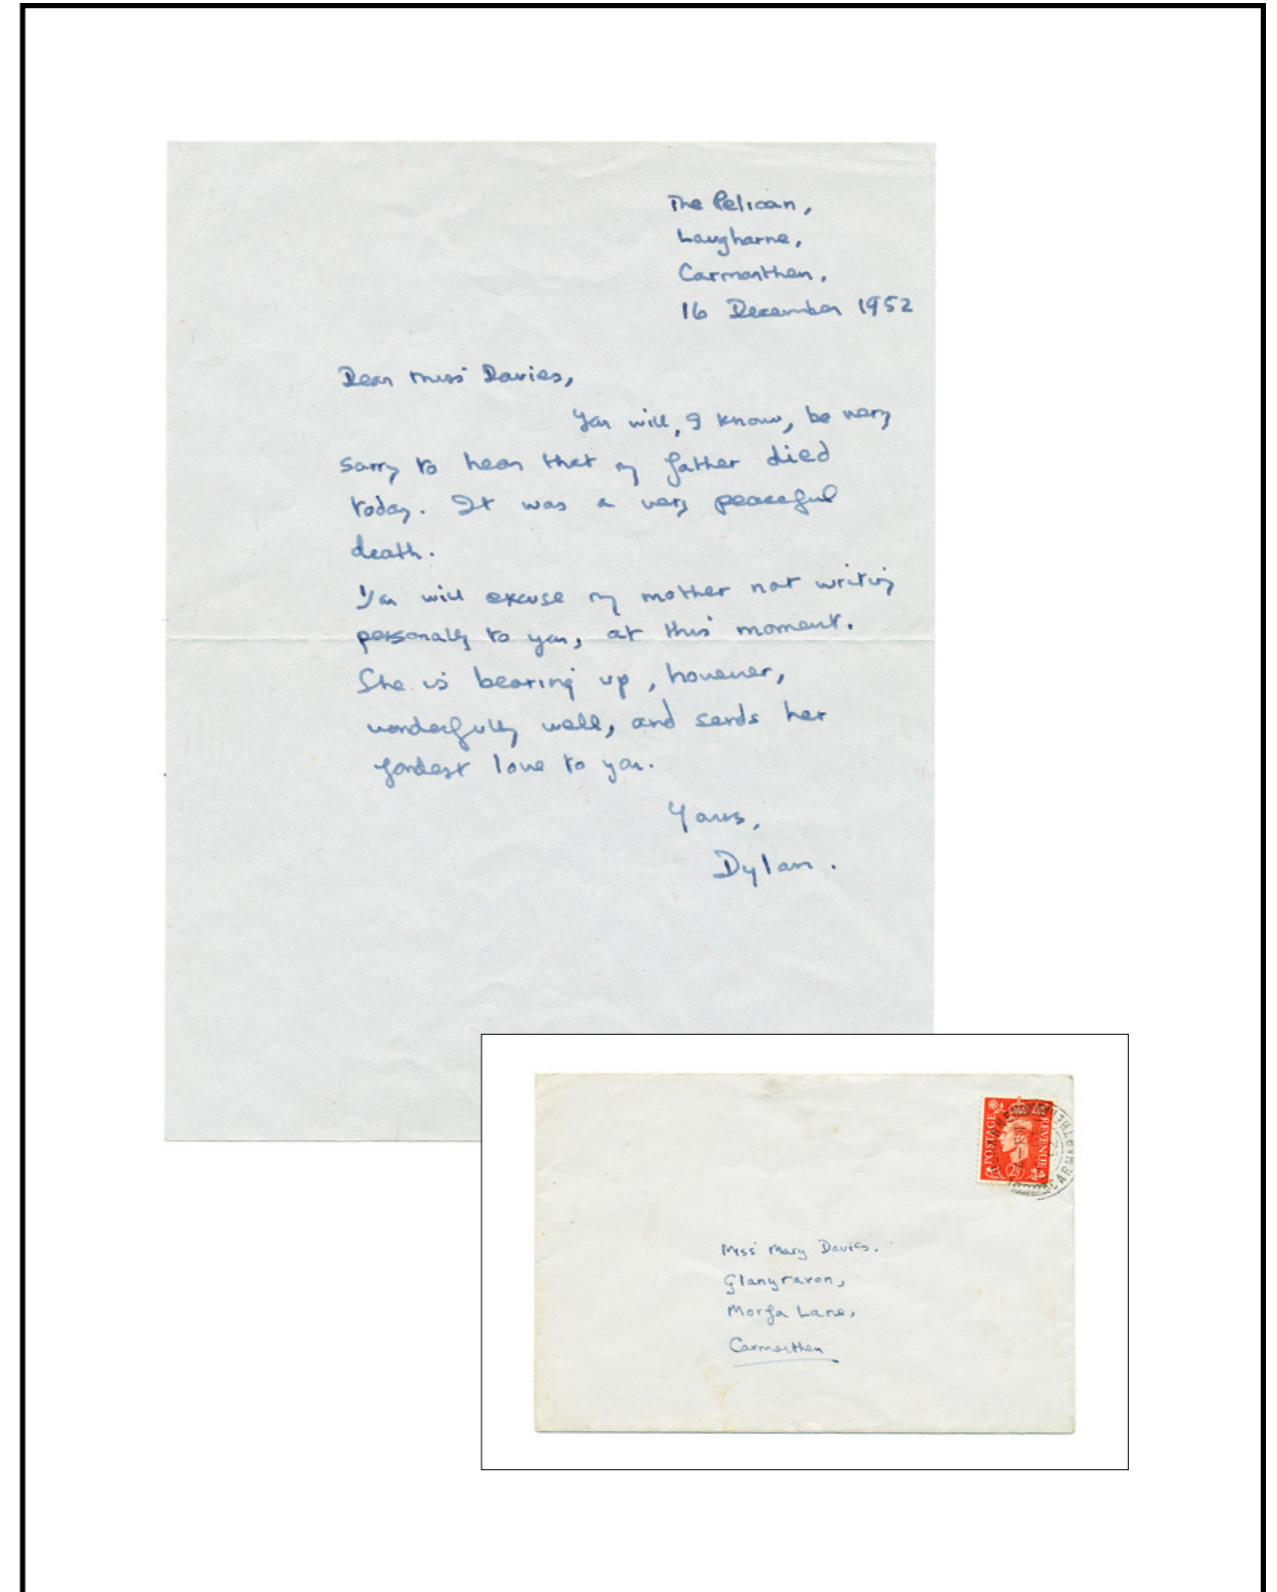 The Pelican,
Laugharne,
Carmarthen,
16 December 1952
Dear Miss Davies,
You will, I know, be very
sorry to hear that my father died
today. It was a very peaceful
death.
You will excuse my mother not writing
personally to you, at this moment.
She is bearing up, however,
wonderfully well, and sends her
fondest love to you.
Yours,
Dylan.
POSTAGE
REVENUE
2D
CARMARTHEN
Miss Mary Davies,
Glanyravon,
Morfa Lane,
Carmarthen